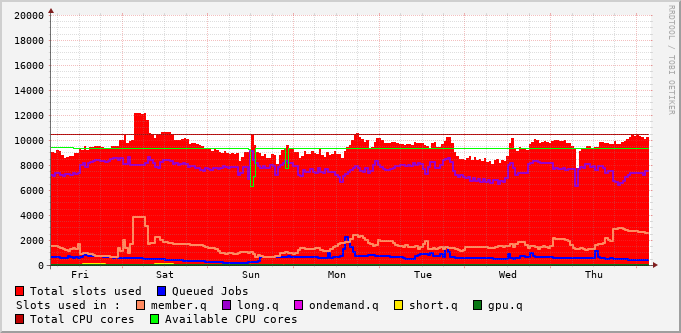 RRDTOOL / TOBI OETIKER
20000
18000
16000
14000
12000
10000
8000
6000
4000
2000
0
Fri Sat Sun Mon Tue Wed Thu
Total slots used Queued Jobs
Slots used in : member.q long.q ondemand.q short.q gpu.q
Total CPU cores Available CPU cores